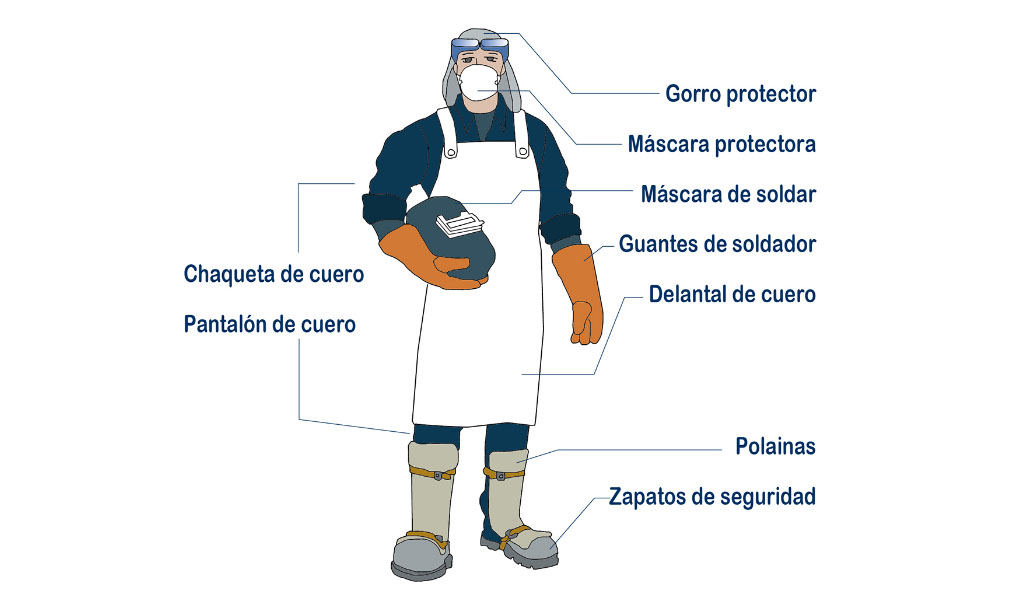 Gorro protector
Máscara protectora
Máscara de soldar
Guantes de soldador
Chaqueta de cuero
Delantal de cuero
Pantalón de cuero
Polainas
Zapatos de seguridad